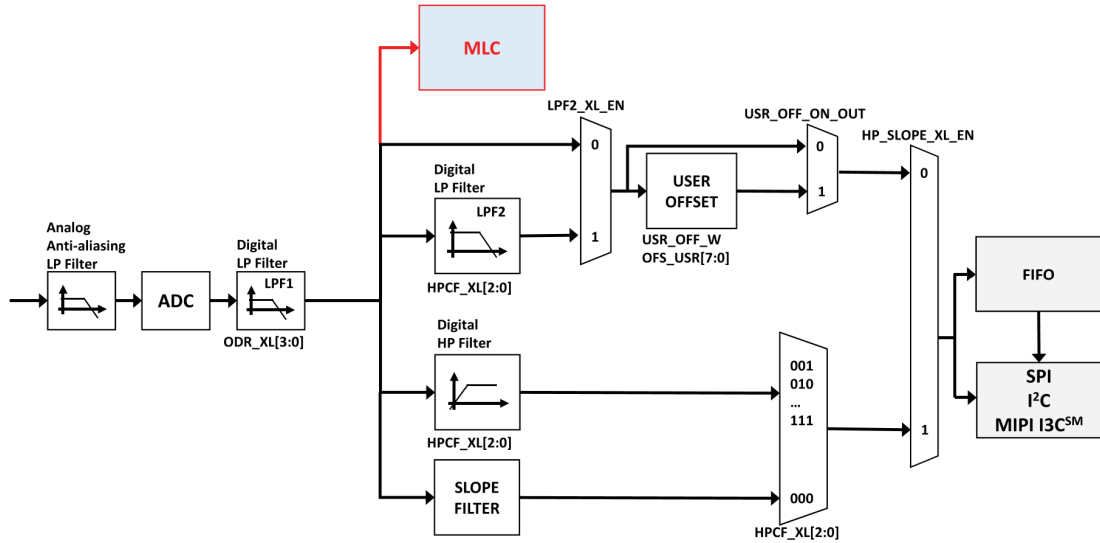 MLC
LPF2_XL_EN
0
1
USR_OFF_ON_OUT
0
1
HP_SLOPE_XL_EN
0
1
Digital
LP Filter
LPF2
HPCF_XL[2:0]
USER
OFFSET
USR_OFF_W
OFS_USR[7:0]
Analog
Anti-aliasing
LP Filter
ADC
Digital
LP Filter
LPF1
ODR_XL[3:0]
FIFO
Digital
HP Filter
HPCF_XL[2:0]
001
010
...
111
000
HPCF_XL[2:0]
SPI
I²C
MIPI I3Cˢᴹ
SLOPE
FILTER